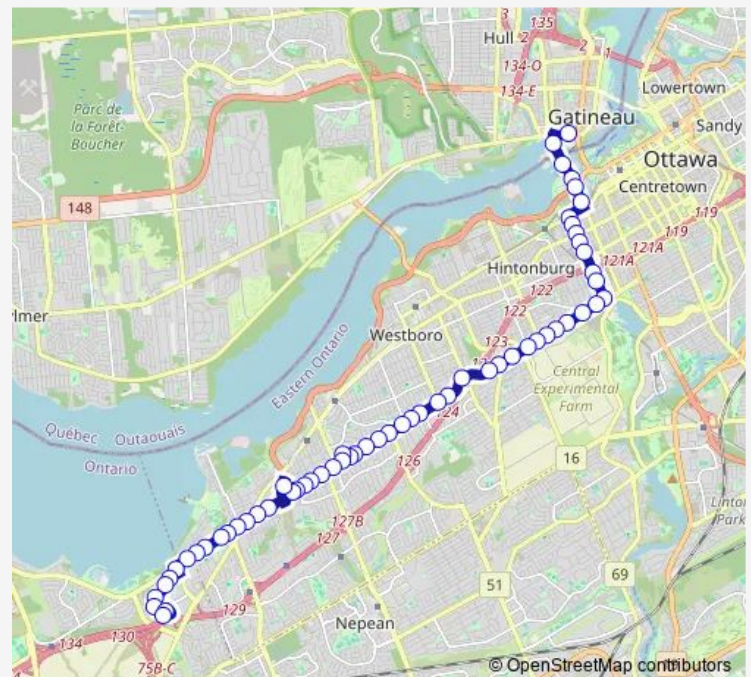 135
3
Hull
2
2
134-O
1
134-E
Lowertown
Parc de
la Forêt-
Boucher
Gatineau
Sandy
Ottawa
Centretown
148
119
121A
119
Hintonburg
121A
122
122
lmer
Westboro
123
Eastern Ontario
Central
Experimental
Farm
124
Québec Outaouais
Ontario
126
16
127B
127
51
69
129
134
130
Nepean
75B-C
© OpenStreetMap contributors